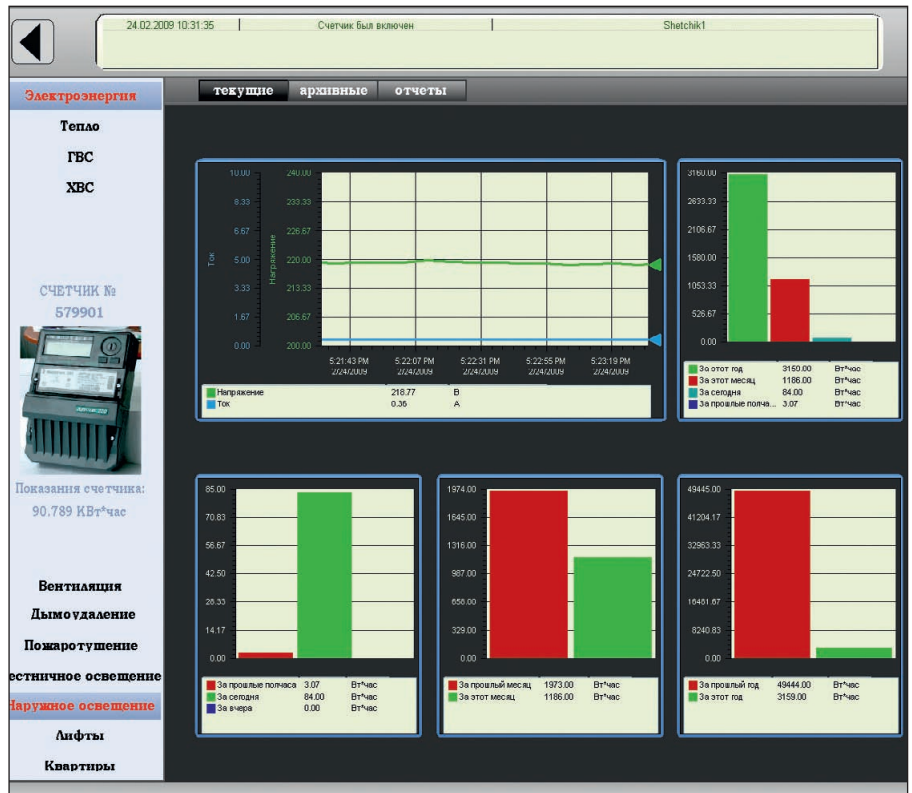 24.02.2009 10:31:35 Счетчик был включен Shetchik1
текущие архивные отчеты
Электроэнергия
Тепло
ГВС
ХВС
СЧЕТЧИК №
579901
Показания счетчика:
90.789 КВт*час
Вентиляция
Дымоудаление
Пожаротушение
естничное освещение
Наружное освещение
Лифты
Квартиры
Ток
10.00
8.33
6.67
5.00
3.33
1.67
0.00
Напряжение
240.00
233.33
226.67
220.00
213.33
206.67
200.00
5:21:43 PM 5:22:07 PM 5:22:31 PM 5:22:55 PM 5:23:19 PM
2/24/2009 2/24/2009 2/24/2009 2/24/2009 2/24/2009
Напряжение 218.77 В
Ток 0.35 А
3160.00
2633.33
2106.67
1580.00
1053.33
526.67
0.00
За этот год 3150.00 Вт*час
За этот месяц 1186.00 Вт*час
За сегодня 84.00 Вт*час
За прошлые полча... 3.07 Вт*час
85.00
70.83
56.67
42.50
28.33
14.17
0.00
За прошлые полчаса 3.07 Вт*час
За сегодня 84.00 Вт*час
За вчера 0.00 Вт*час
1974.00
1645.00
1316.00
987.00
658.00
329.00
0.00
За прошлый месяц 1973.00 Вт*час
За этот месяц 1186.00 Вт*час
49445.00
41204.17
32963.33
24722.50
16481.67
8240.83
0.00
За прошлый год 49444.00 Вт*час
За этот год 3159.00 Вт*час